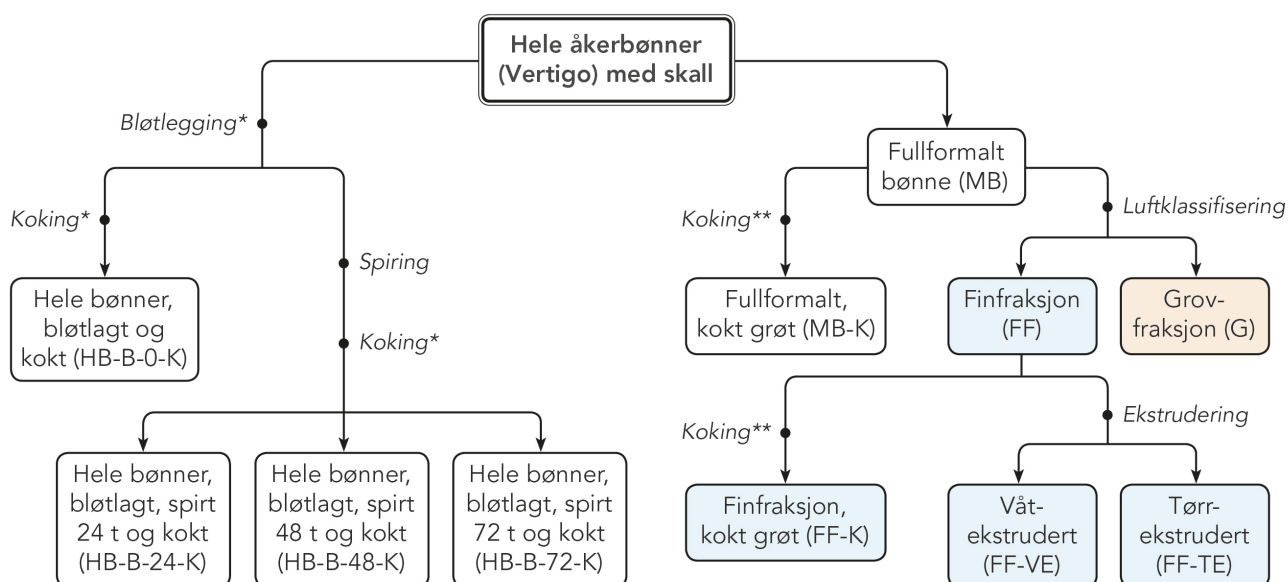 Hele åkerbønner
(Vertigo) med skall
Bløtlegging*
Koking*
Hele bønner,
bløtlagt og
kokt (HB-B-0-K)
Spiring
Koking*
Hele bønner,
bløtlagt, spirt
24 t og kokt
(HB-B-24-K)
Hele bønner,
bløtlagt, spirt
48 t og kokt
(HB-B-48-K)
Hele bønner,
bløtlagt, spirt
72 t og kokt
(HB-B-72-K)
Fullformalt
bønne (MB)
Koking**
Fullformalt,
kokt grøt (MB-K)
Luftklassifisering
Finfraksjon
(FF)
Grov-
fraksjon (G)
Koking**
Finfraksjon,
kokt grøt (FF-K)
Ekstrudering
Våt-
ekstrudert
(FF-VE)
Tørr-
ekstrudert
(FF-TE)